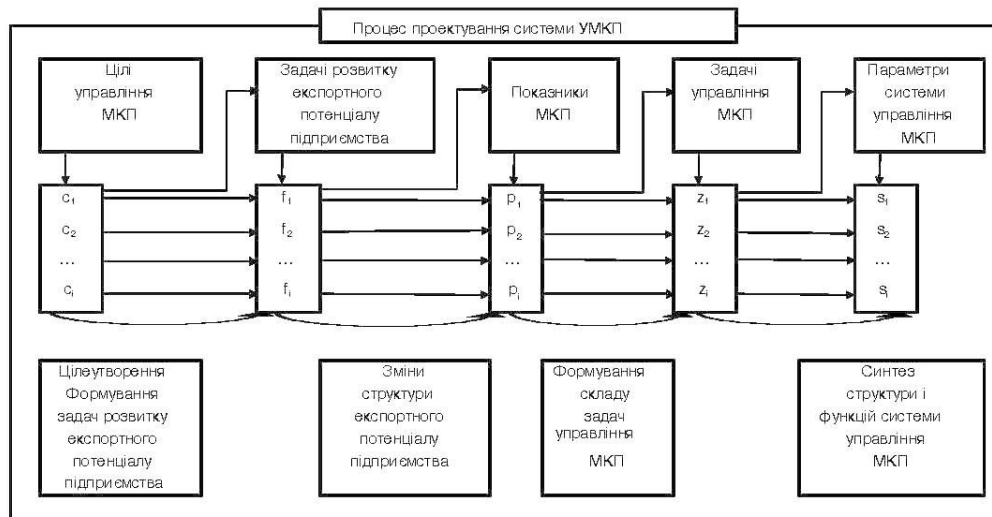 Процес проектування системи УМКП
Цілі
управління
МКП
Задачі розвитку
експортного
потенціалу
підприємства
Показники
МКП
Задачі
управління
МКП
Параметри
системи
управління
МКП
c1
c2
...
ci
f1
f2
...
fi
p1
p2
...
pi
z1
z2
...
zi
s1
s2
...
si
Цілеутворення
Формування
задач розвитку
експортного
потенціалу
підприємства
Зміни
структури
експортного
потенціалу
підприємства
Формування
складу
задач
управління
МКП
Синтез
структури і
функцій системи
управління
МКП